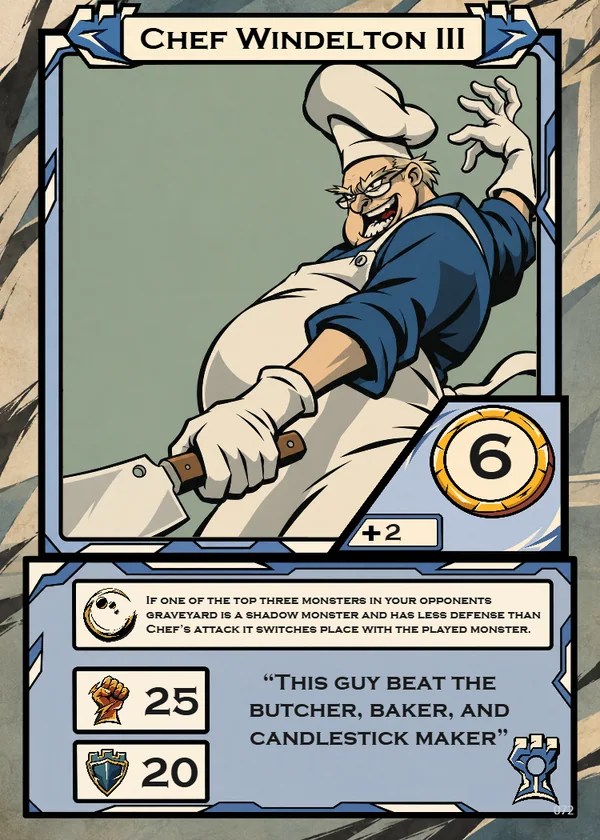 Chef Windelton III
6
+2
If one of the top three monsters in your opponents
graveyard is a shadow monster and has less defense than
Chef's attack it switches place with the played monster.
25
"This guy beat the
butcher, baker, and
candlestick maker"
20
072